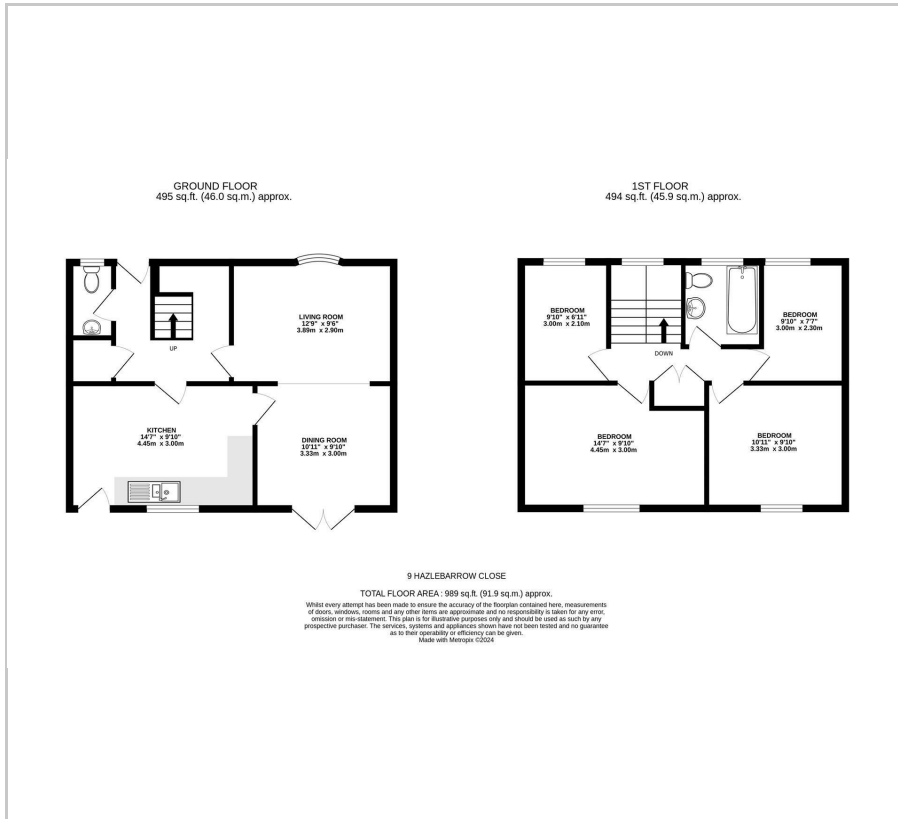 GROUND FLOOR
495 sq.ft. (46.0 sq.m.) approx.
1ST FLOOR
494 sq.ft. (45.9 sq.m.) approx.
LIVING ROOM
12'9" x 9'6"
3.89m x 2.90m
UP
KITCHEN
14'7" x 9'10"
4.45m x 3.00m
DINING ROOM
10'11" x 9'10"
3.33m x 3.00m
BEDROOM
9'10" x 6'11"
3.00m x 2.10m
BEDROOM
9'10" x 7'7"
3.00m x 2.30m
DOWN
BEDROOM
14'7" x 9'10"
4.45m x 3.00m
BEDROOM
10'11" x 9'10"
3.33m x 3.00m
9 HAZLEBARROW CLOSE
TOTAL FLOOR AREA : 989 sq.ft. (91.9 sq.m.) approx.
Whilst every attempt has been made to ensure the accuracy of the floorplan contained here, measurements
of doors, windows, rooms and any other items are approximate and no responsibility is taken for any error,
omission or mis-statement. This plan is for illustrative purposes only and should be used as such by any
prospective purchaser. The services, systems and appliances shown have not been tested and no guarantee
as to their operability or efficiency can be given.
Made with Metropix ©2024